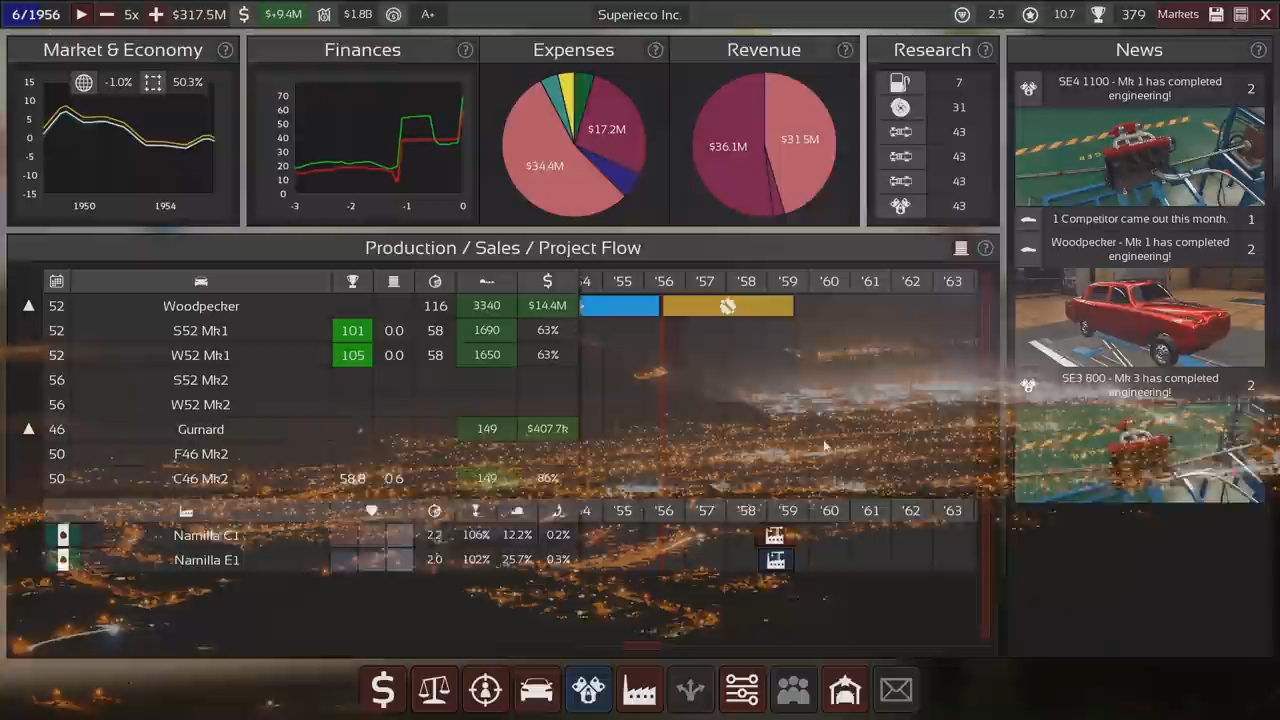 6/1956 5x $317.5M $+9.4M $1.8B A+ Superieco Inc. 2.5 10.7 379 Markets X
Market & Economy ?
-1.0% 50.3%
15
10
5
0
-5
-10
-15
1950 1954
Finances ?
70
60
50
40
30
20
10
0
-3 -2 -1 0
Expenses ?
$17.2M
$34.4M
Revenue ?
$36.1M $31.5M
Research ?
7
31
43
43
43
43
News ?
SE4 1100 - Mk 1 has completed engineering! 2
1 Competitor came out this month. 1
Woodpecker - Mk 1 has completed engineering! 2
SE3 800 - Mk 3 has completed engineering! 2
Production / Sales / Project Flow ?
$ 54 '55 '56 '57 '58 '59 '60 '61 '62 '63
52 Woodpecker 116 3340 $14.4M
52 S52 Mk1 101 0.0 58 1690 63%
52 W52 Mk1 105 0.0 58 1650 63%
56 S52 Mk2
56 W52 Mk2
46 Gurnard 149 $407.7k
50 F46 Mk2
50 C46 Mk2 58.8 0.6 149 86%
4 '55 '56 '57 '58 '59 '60 '61 '62 '63
Namilla C1 2.2 106% 12.2% 0.2%
Namilla E1 2.0 102% 25.7% 0.3%
$